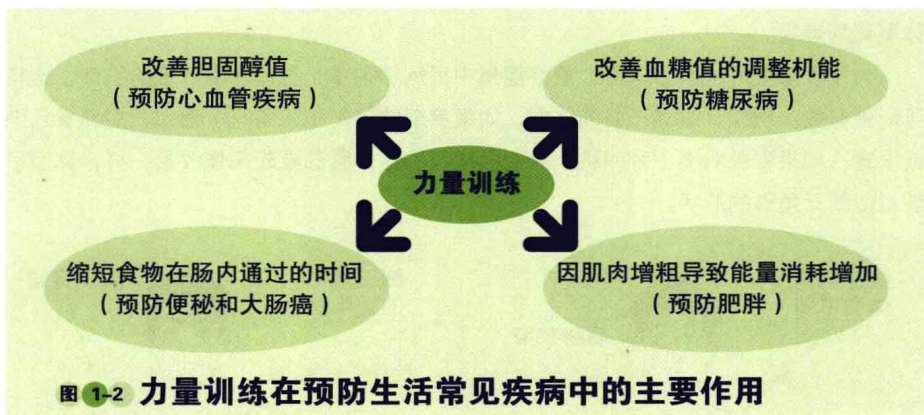 改善胆固醇值
（预防心血管疾病）
改善血糖值的调整机能
（预防糖尿病）
力量训练
缩短食物在肠内通过的时间
（预防便秘和大肠癌）
因肌肉增粗导致能量消耗增加
（预防肥胖）
图 1-2 力量训练在预防生活常见疾病中的主要作用